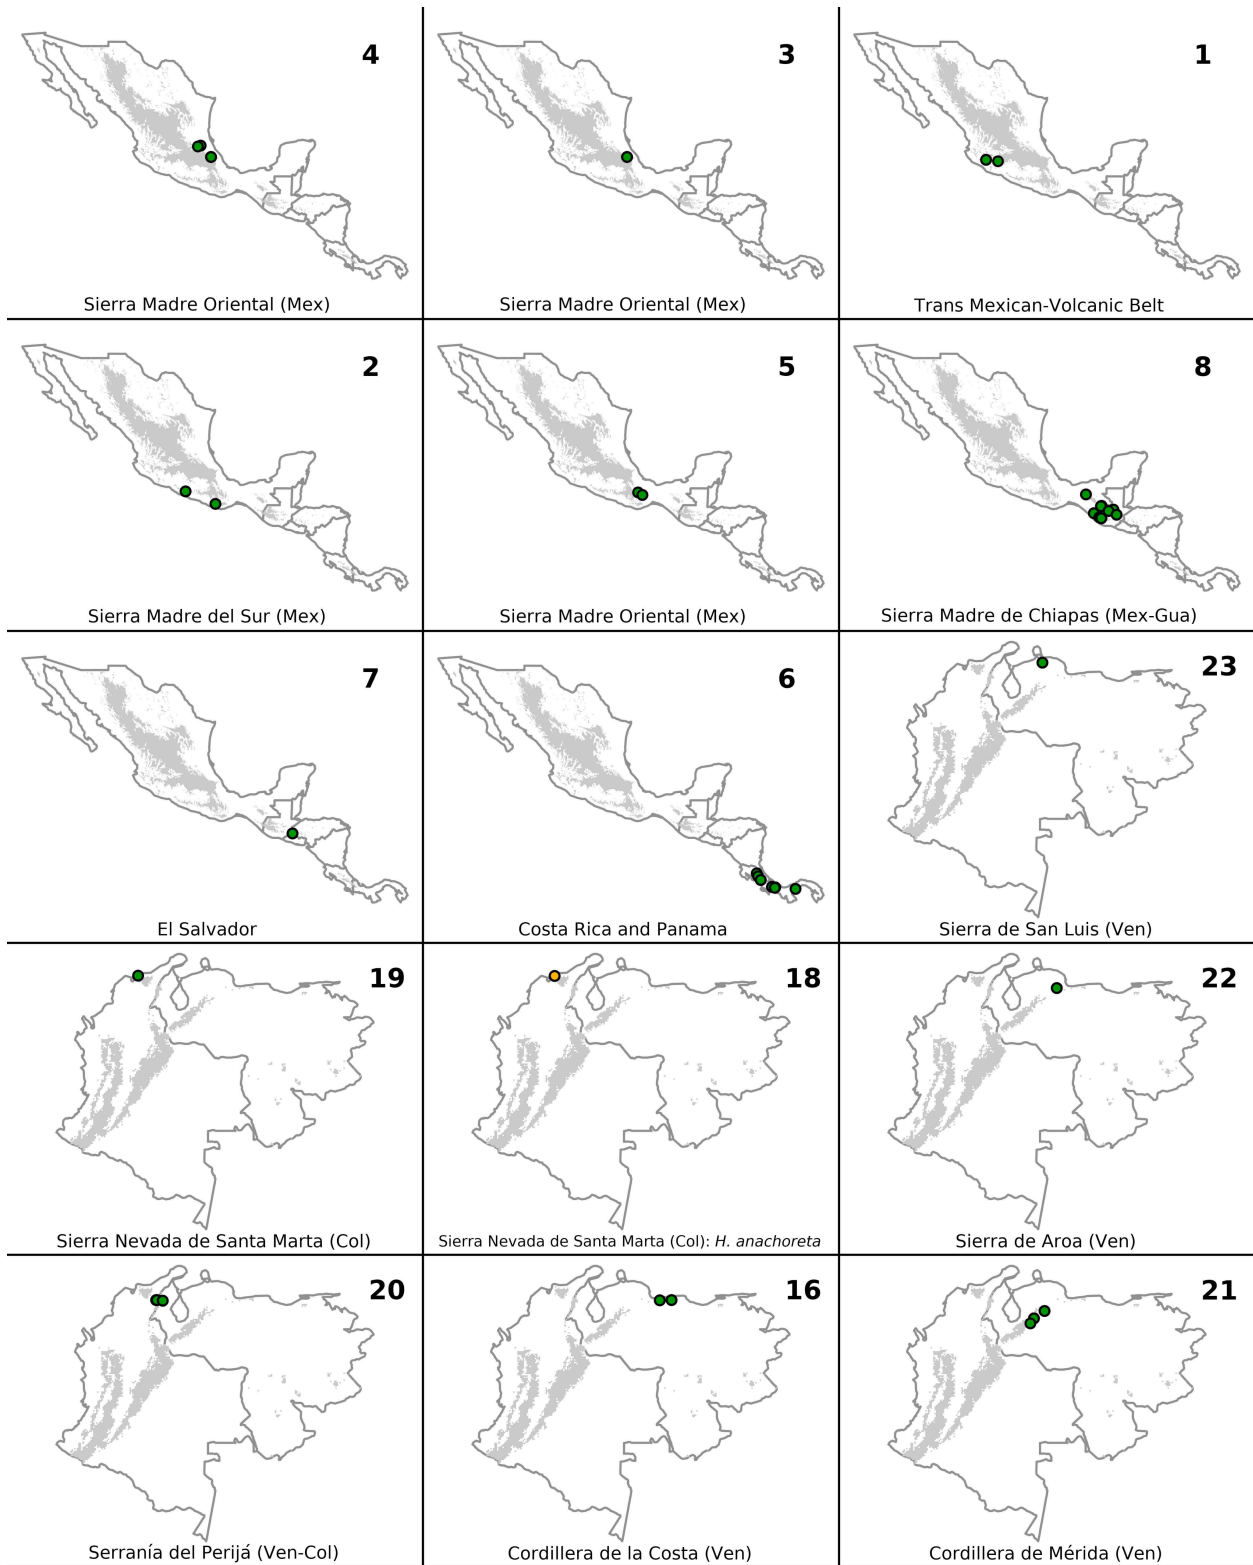 4
3
1
Sierra Madre Oriental (Mex)
Sierra Madre Oriental (Mex)
Trans Mexican-Volcanic Belt
2
5
8
Sierra Madre del Sur (Mex)
Sierra Madre Oriental (Mex)
Sierra Madre de Chiapas (Mex-Gua)
7
6
23
El Salvador
Costa Rica and Panama
Sierra de San Luis (Ven)
19
18
22
Sierra Nevada de Santa Marta (Col)
Sierra Nevada de Santa Marta (Col): H. anachoreta
Sierra de Aroa (Ven)
20
16
21
Serranía del Perijá (Ven-Col)
Cordillera de la Costa (Ven)
Cordillera de Mérida (Ven)